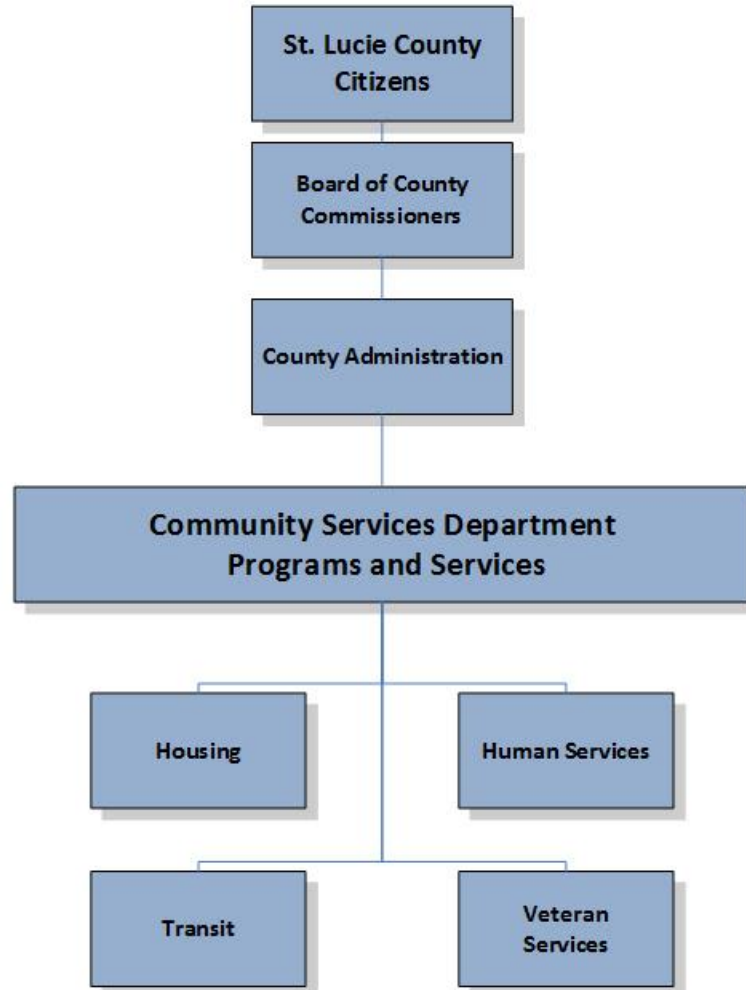 St. Lucie County
Citizens
Board of County
Commissioners
County Administration
Community Services Department
Programs and Services
Housing
Human Services
Transit
Veteran
Services